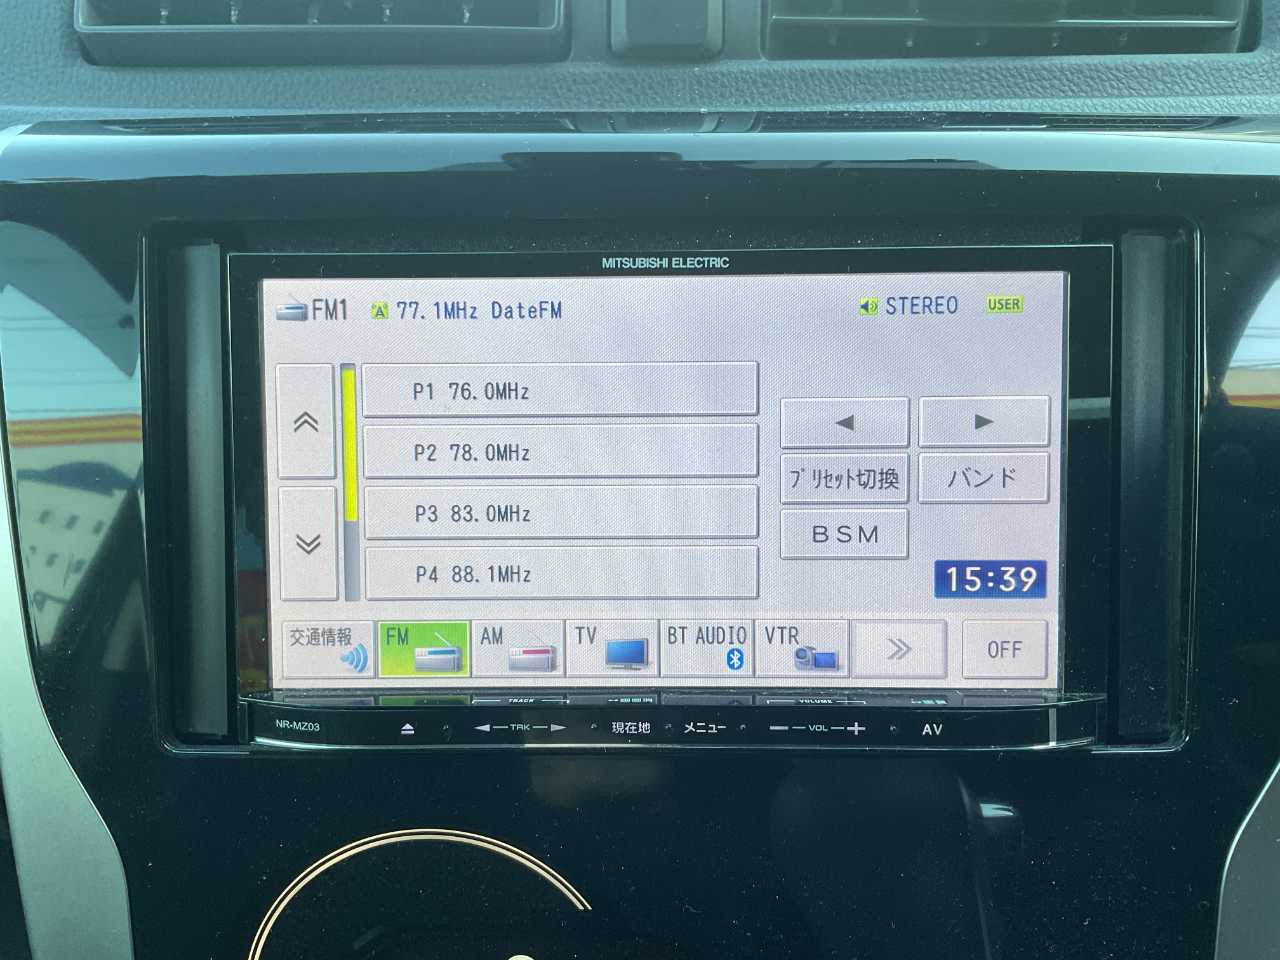 MITSUBISHI ELECTRIC
FM1 A 77.1MHz DateFM STEREO USER
P1 76.0MHz
P2 78.0MHz
P3 83.0MHz
P4 88.1MHz
プリセット切換 バンド
BSM
15:39
交通情報 FM AM TV BT AUDIO VTR OFF
NR-MZ03 TRK 現在地 メニュー VOL AV